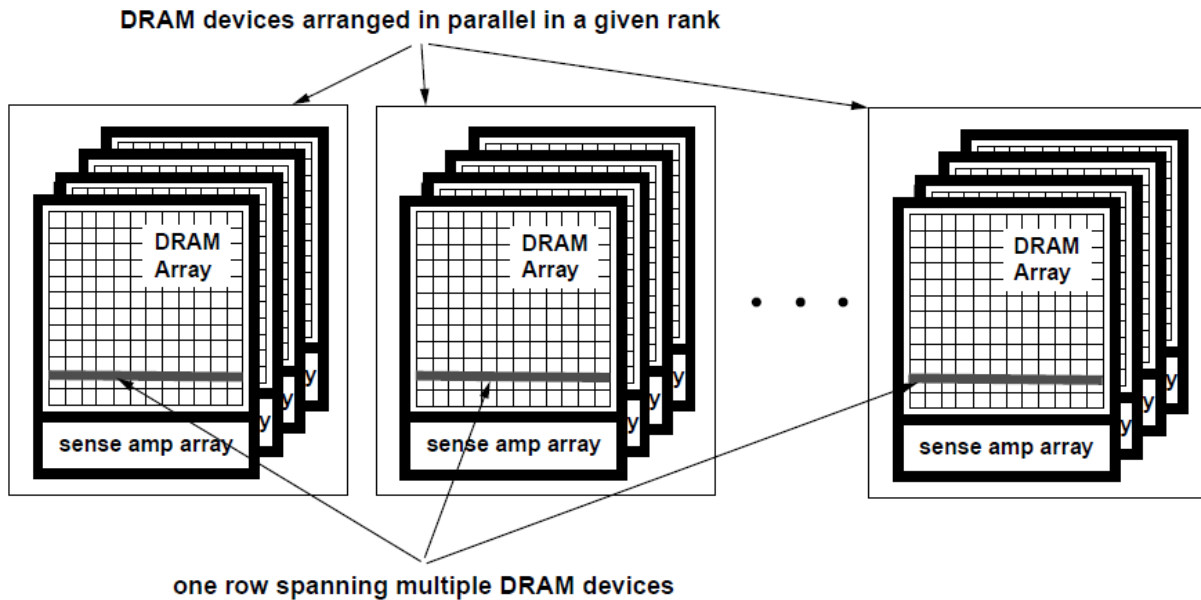 DRAM devices arranged in parallel in a given rank
DRAM
Array
y
y
y
sense amp array
DRAM
Array
y
y
y
sense amp array
DRAM
Array
y
y
y
sense amp array
one row spanning multiple DRAM devices